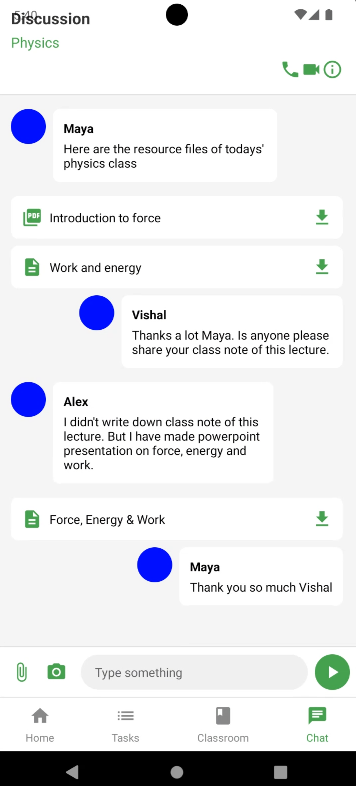 Discussion
Physics
Maya
Here are the resource files of todays'
physics class
PDF
Introduction to force
Work and energy
Vishal
Thanks a lot Maya. Is anyone please
share your class note of this lecture.
Alex
I didn't write down class note of this
lecture. But I have made powerpoint
presentation on force, energy and
work.
Force, Energy & Work
Maya
Thank you so much Vishal
Type something
Home
Tasks
Classroom
Chat